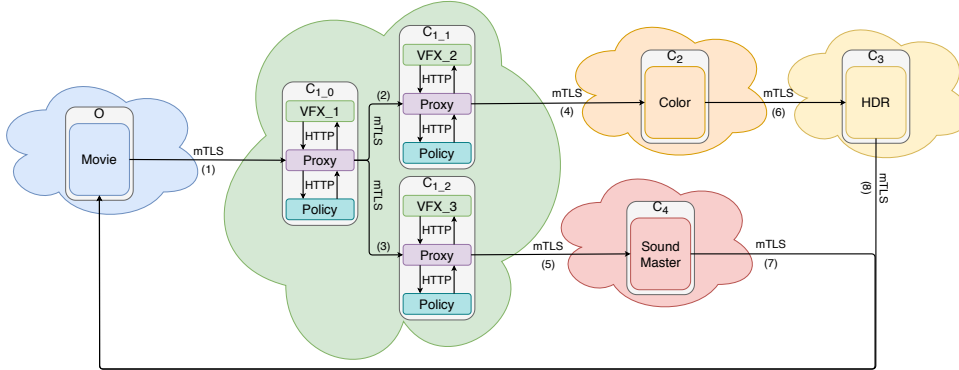 O
Movie
mTLS
(1)
C1_0
VFX_1
HTTP
Proxy
HTTP
Policy
(2)
mTLS
mTLS
(3)
C1_1
VFX_2
HTTP
Proxy
HTTP
Policy
C1_2
VFX_3
HTTP
Proxy
HTTP
Policy
mTLS
(4)
C2
Color
mTLS
(6)
C3
HDR
(8)
mTLS
mTLS
(5)
C4
Sound
Master
mTLS
(7)